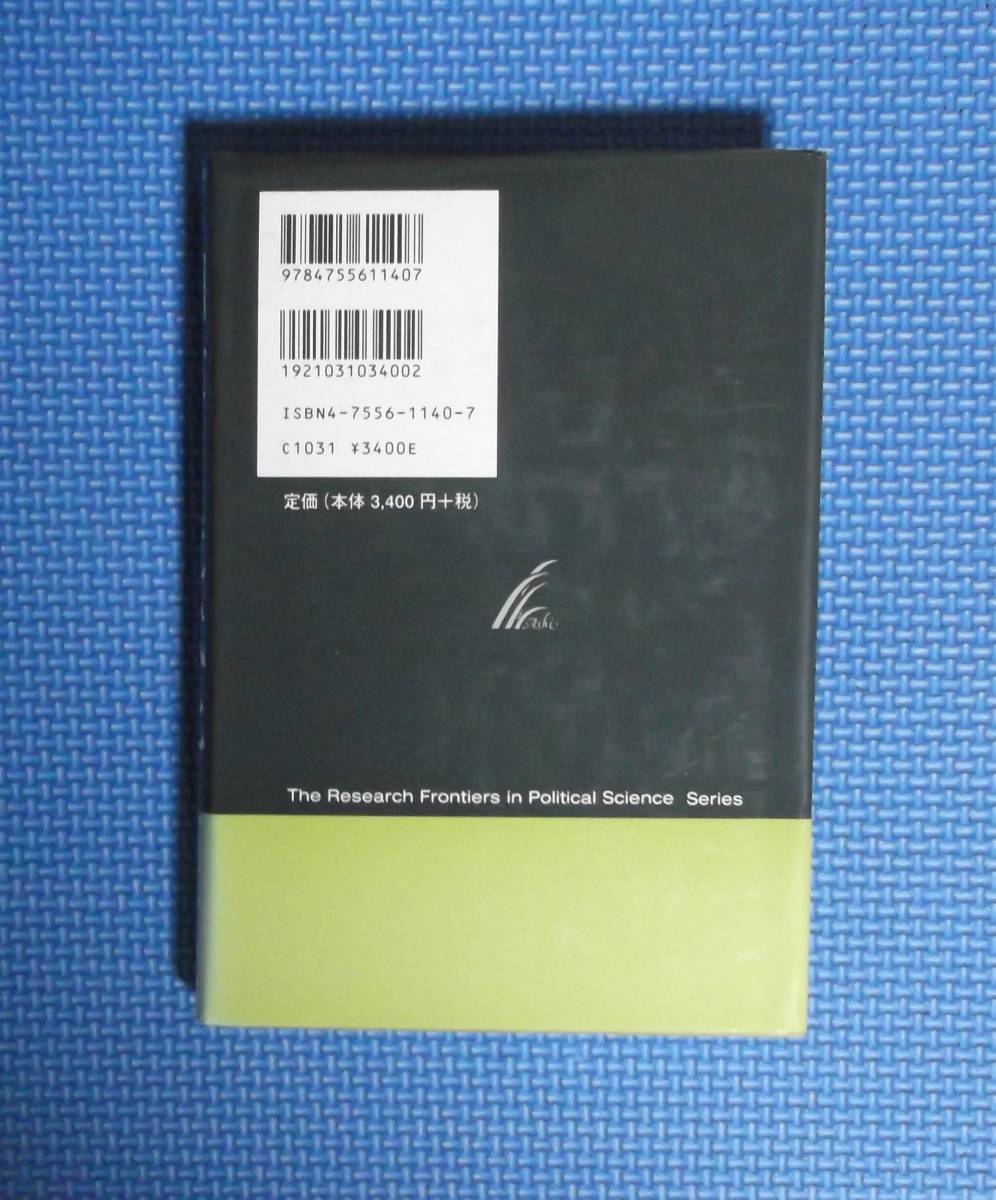 9784755611407
1921031034002
ISBN4-7556-1140-7
C1031 ¥3400E
定価（本体 3,400 円＋税）
Ashi
The Research Frontiers in Political Science Series